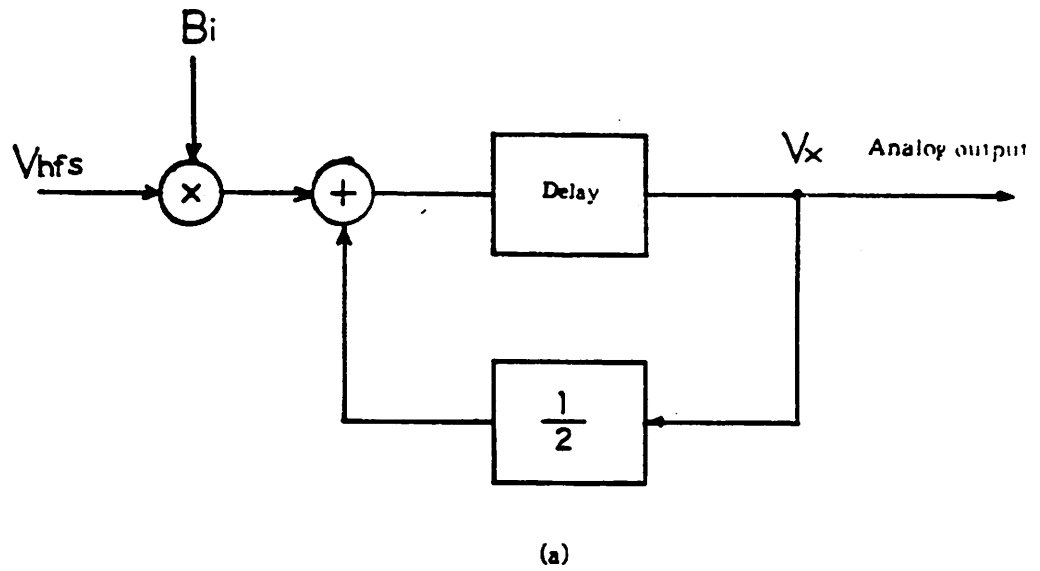 Bi
Vhfs
×
+
Delay
Vx Analog output
1
2
(a)